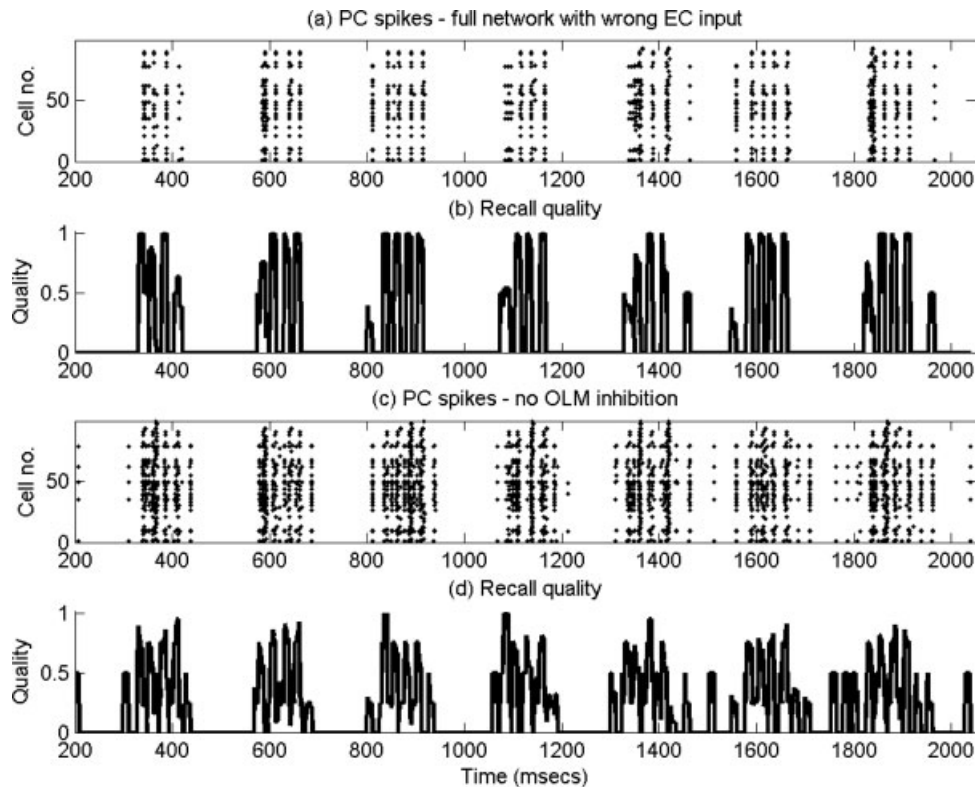 (a) PC spikes - full network with wrong EC input
Cell no.
50
0
200 400 600 800 1000 1200 1400 1600 1800 2000
(b) Recall quality
Quality
1
0.5
0
200 400 600 800 1000 1200 1400 1600 1800 2000
(c) PC spikes - no OLM inhibition
Cell no.
50
0
200 400 600 800 1000 1200 1400 1600 1800 2000
(d) Recall quality
Quality
1
0.5
0
200 400 600 800 1000 1200 1400 1600 1800 2000
Time (msecs)